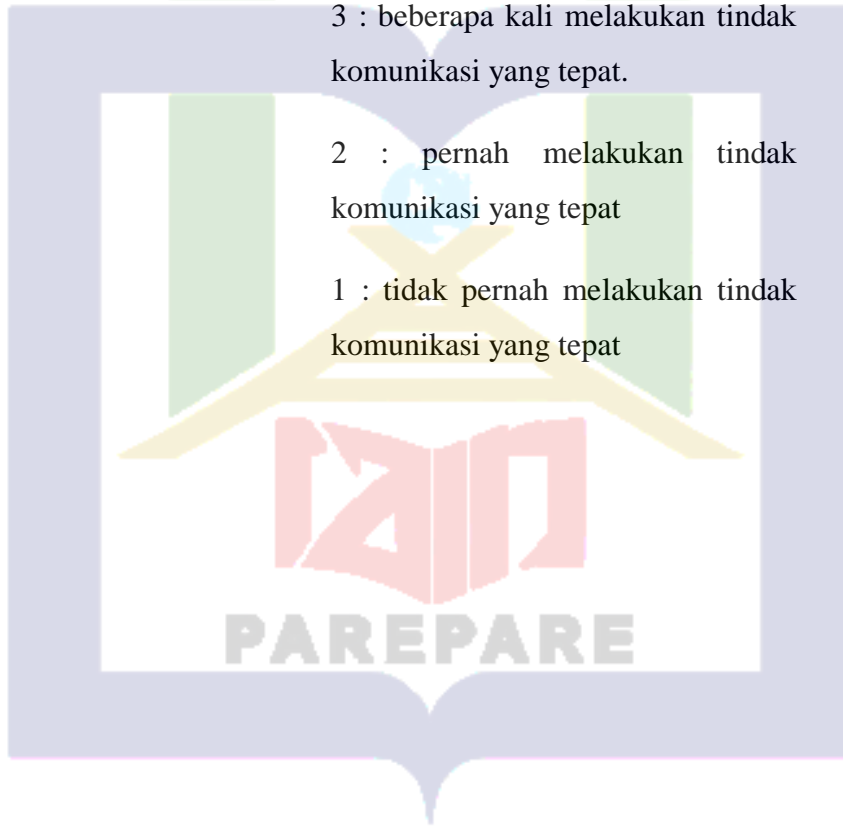 3 : beberapa kali melakukan tindak
komunikasi yang tepat.
2 : pernah melakukan tindak
komunikasi yang tepat
1 : tidak pernah melakukan tindak
komunikasi yang tepat
iain
PAREPARE